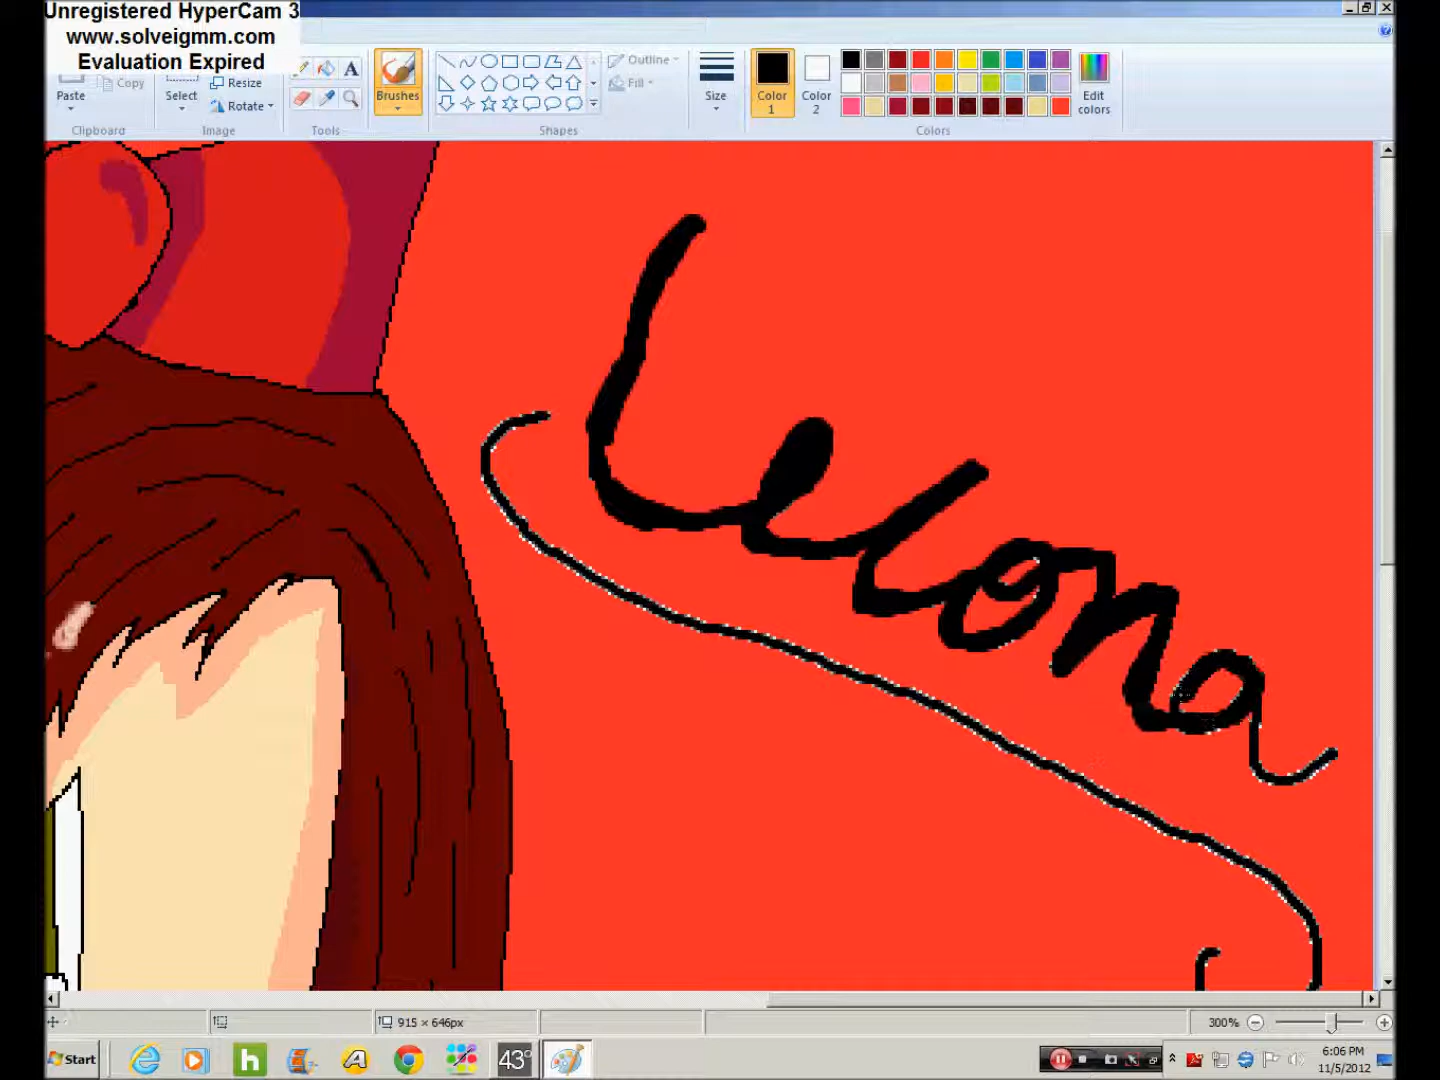 Unregistered HyperCam 3
www.solveigmm.com
Evaluation Expired
Paste
Copy
Select
Resize
Rotate
A
Brushes
Outline
Fill
Size
Color 1
Color 2
Edit colors
Clipboard
Image
Tools
Shapes
Colors
Lelona
915 × 646px
300%
Start
h
43°
6:06 PM
11/5/2012